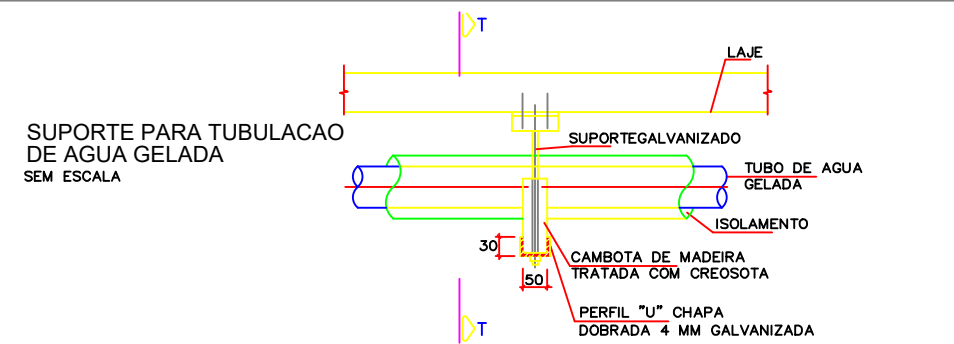 T
LAJE
SUPORTE PARA TUBULACAO
DE AGUA GELADA
SEM ESCALA
SUPORTEGALVANIZADO
TUBO DE AGUA
GELADA
ISOLAMENTO
30
CAMBOTA DE MADEIRA
TRATADA COM CREOSOTA
50
PERFIL "U" CHAPA
DOBRADA 4 MM GALVANIZADA
T